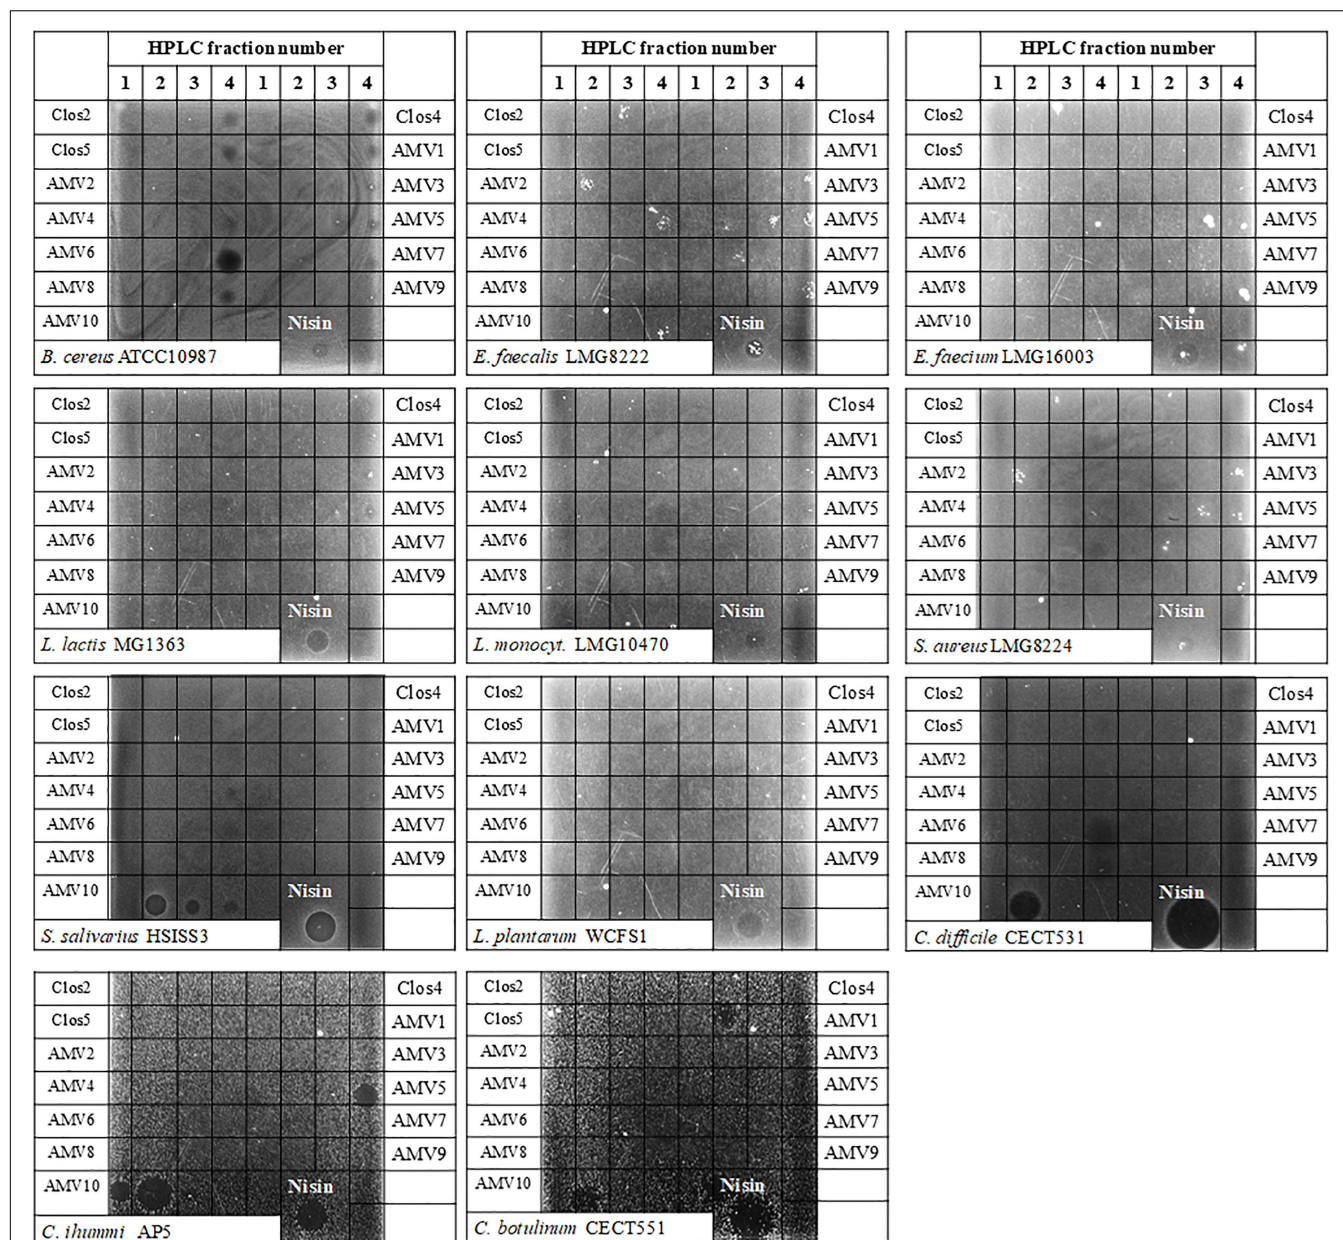 HPLC fraction number
1 2 3 4 1 2 3 4
Clos2 Clos4
Clos5 AMV1
AMV2 AMV3
AMV4 AMV5
AMV6 AMV7
AMV8 AMV9
AMV10 Nisin
B. cereus ATCC10987
HPLC fraction number
1 2 3 4 1 2 3 4
Clos2 Clos4
Clos5 AMV1
AMV2 AMV3
AMV4 AMV5
AMV6 AMV7
AMV8 AMV9
AMV10 Nisin
E. faecalis LMG8222
HPLC fraction number
1 2 3 4 1 2 3 4
Clos2 Clos4
Clos5 AMV1
AMV2 AMV3
AMV4 AMV5
AMV6 AMV7
AMV8 AMV9
AMV10 Nisin
E. faecium LMG16003
Clos2 Clos4
Clos5 AMV1
AMV2 AMV3
AMV4 AMV5
AMV6 AMV7
AMV8 AMV9
AMV10 Nisin
L. lactis MG1363
Clos2 Clos4
Clos5 AMV1
AMV2 AMV3
AMV4 AMV5
AMV6 AMV7
AMV8 AMV9
AMV10 Nisin
L. monocyt. LMG10470
Clos2 Clos4
Clos5 AMV1
AMV2 AMV3
AMV4 AMV5
AMV6 AMV7
AMV8 AMV9
AMV10 Nisin
S. aureus LMG8224
Clos2 Clos4
Clos5 AMV1
AMV2 AMV3
AMV4 AMV5
AMV6 AMV7
AMV8 AMV9
AMV10 Nisin
S. salivarius HSISS3
Clos2 Clos4
Clos5 AMV1
AMV2 AMV3
AMV4 AMV5
AMV6 AMV7
AMV8 AMV9
AMV10 Nisin
L. plantarum WCFS1
Clos2 Clos4
Clos5 AMV1
AMV2 AMV3
AMV4 AMV5
AMV6 AMV7
AMV8 AMV9
AMV10 Nisin
C. difficile CECT531
Clos2 Clos4
Clos5 AMV1
AMV2 AMV3
AMV4 AMV5
AMV6 AMV7
AMV8 AMV9
AMV10 Nisin
C. ihummi AP5
Clos2 Clos4
Clos5 AMV1
AMV2 AMV3
AMV4 AMV5
AMV6 AMV7
AMV8 AMV9
AMV10 Nisin
C. botulinum CECT551